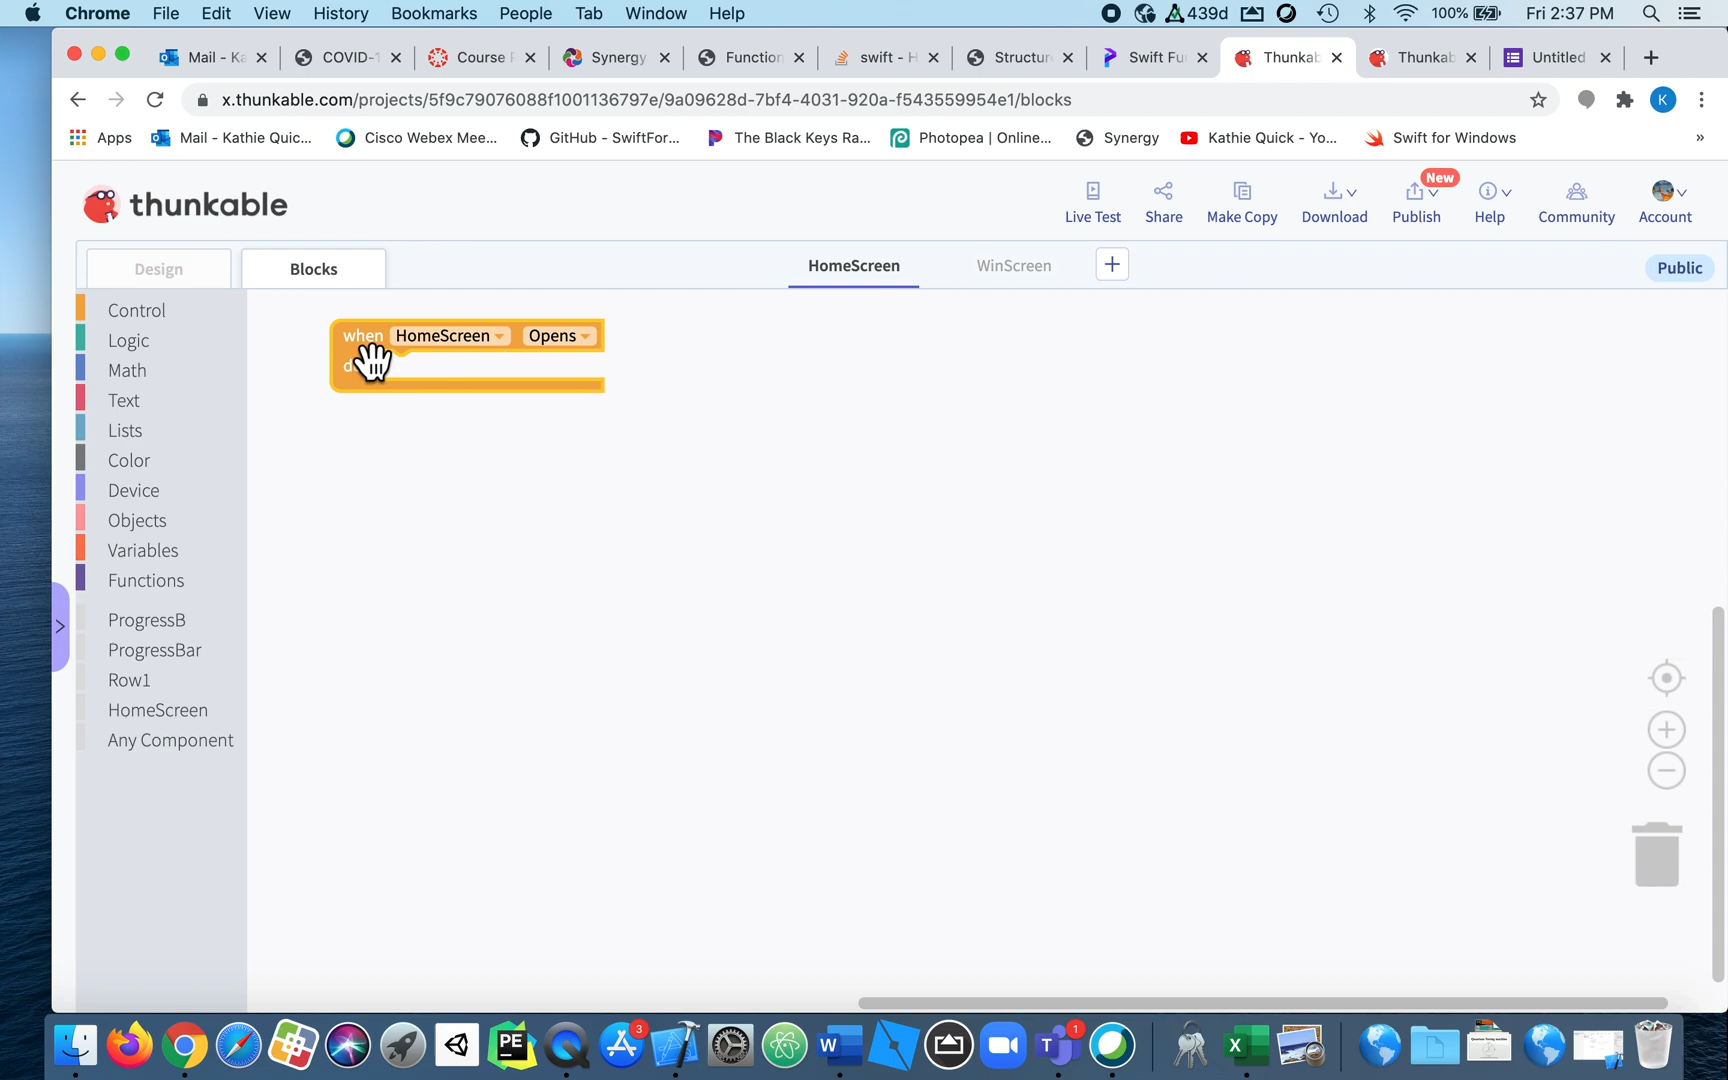 Chrome File Edit View History Bookmarks People Tab Window Help 439d 100% Fri 2:37 PM
Mail - Ka COVID-1 Course Synergy Function swift - H Structur Swift Fu Thunkab Thunkab Untitled
x.thunkable.com/projects/5f9c79076088f1001136797e/9a09628d-7bf4-4031-920a-f543559954e1/blocks K
Apps Mail - Kathie Quic... Cisco Webex Mee... GitHub - SwiftFor... The Black Keys Ra... Photopea | Online... Synergy Kathie Quick - Yo... Swift for Windows »
thunkable
New
Live Test Share Make Copy Download Publish Help Community Account
Design Blocks HomeScreen WinScreen Public
Control
Logic
Math
Text
Lists
Color
Device
Objects
Variables
Functions
ProgressB
ProgressBar
Row1
HomeScreen
Any Component
when HomeScreen Opens
3 PE W T 1 X